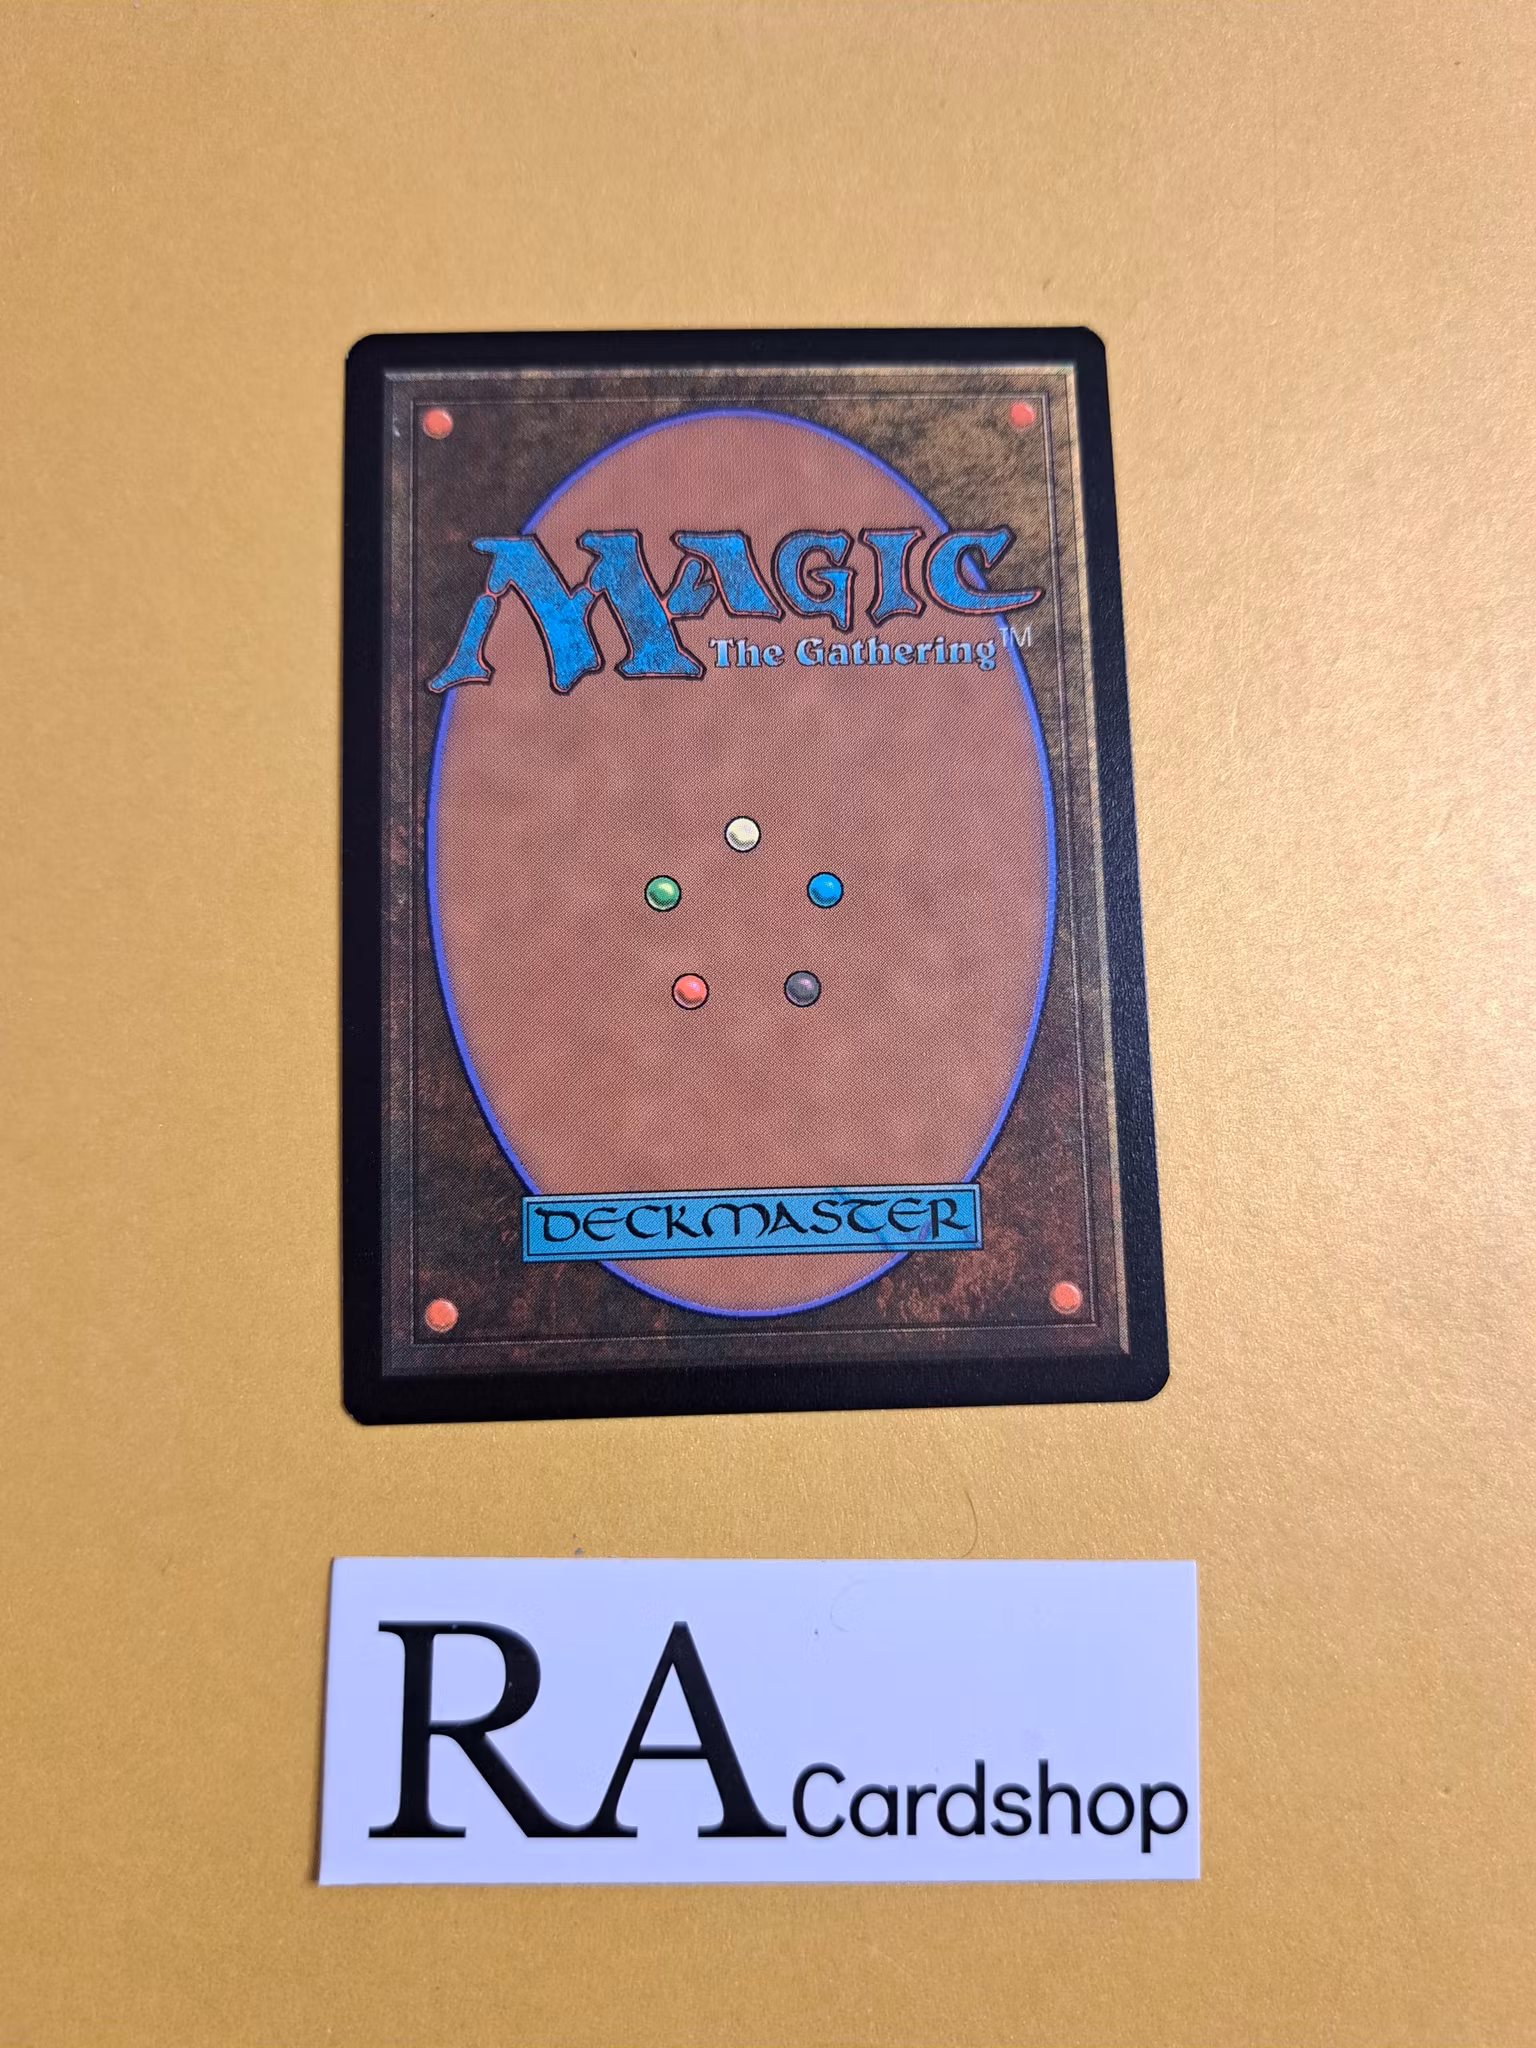 MAGIC
The Gathering™
DECKMASTER
RA Cardshop